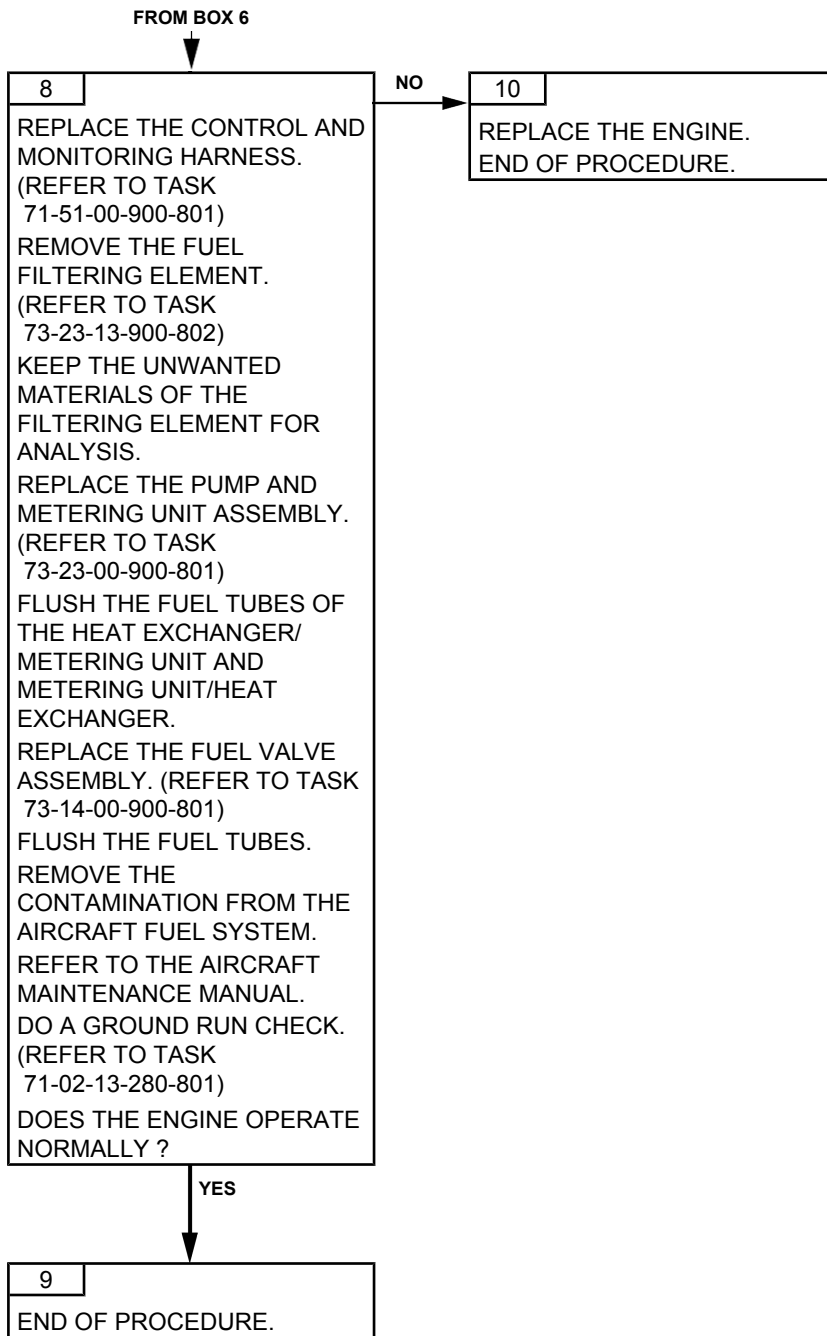 FROM BOX 6
8
REPLACE THE CONTROL AND
MONITORING HARNESS.
(REFER TO TASK
71-51-00-900-801)
REMOVE THE FUEL
FILTERING ELEMENT.
(REFER TO TASK
73-23-13-900-802)
KEEP THE UNWANTED
MATERIALS OF THE
FILTERING ELEMENT FOR
ANALYSIS.
REPLACE THE PUMP AND
METERING UNIT ASSEMBLY.
(REFER TO TASK
73-23-00-900-801)
FLUSH THE FUEL TUBES OF
THE HEAT EXCHANGER/
METERING UNIT AND
METERING UNIT/HEAT
EXCHANGER.
REPLACE THE FUEL VALVE
ASSEMBLY. (REFER TO TASK
73-14-00-900-801)
FLUSH THE FUEL TUBES.
REMOVE THE
CONTAMINATION FROM THE
AIRCRAFT FUEL SYSTEM.
REFER TO THE AIRCRAFT
MAINTENANCE MANUAL.
DO A GROUND RUN CHECK.
(REFER TO TASK
71-02-13-280-801)
DOES THE ENGINE OPERATE
NORMALLY ?
NO
10
REPLACE THE ENGINE.
END OF PROCEDURE.
YES
9
END OF PROCEDURE.